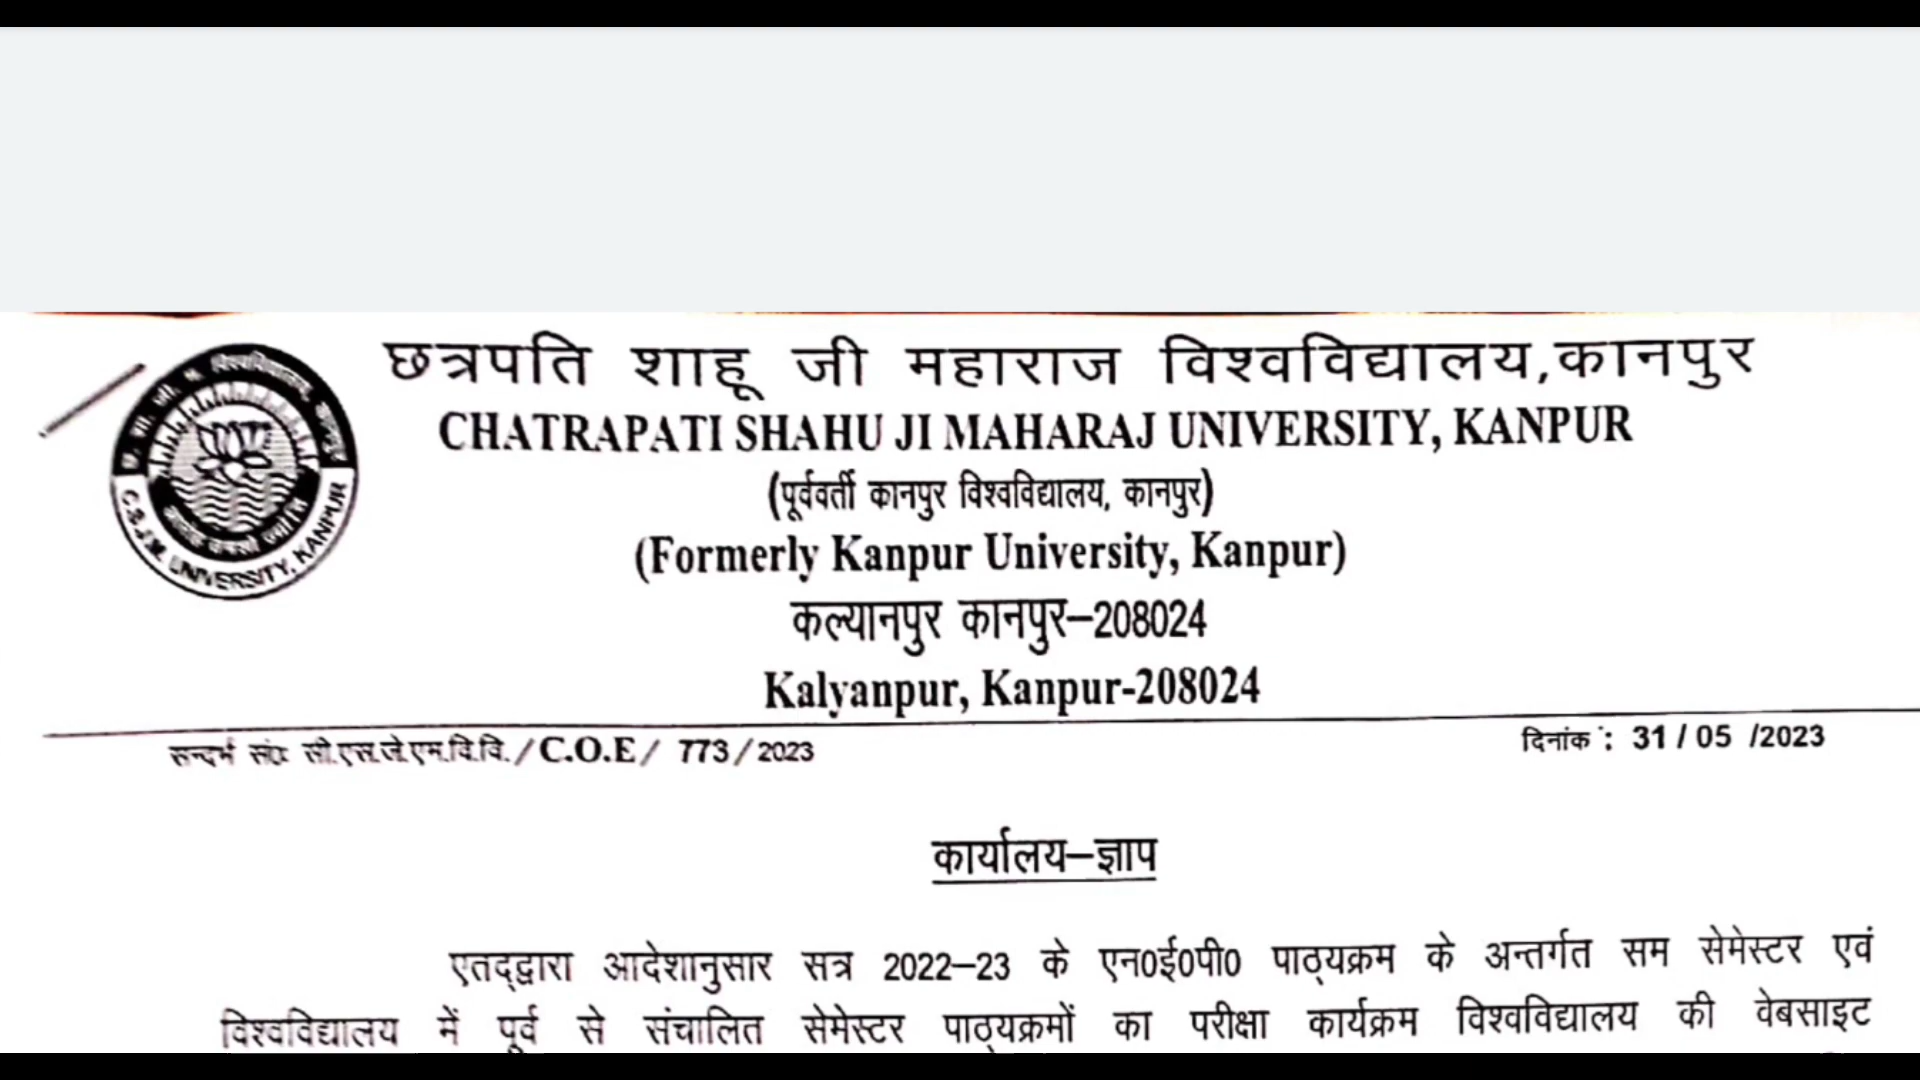 छत्रपति शाहू जी महाराज विश्वविद्यालय,कानपुर
CHATRAPATI SHAHU JI MAHARAJ UNIVERSITY, KANPUR
(पूर्ववर्ती कानपुर विश्वविद्यालय, कानपुर)
(Formerly Kanpur University, Kanpur)
कल्यानपुर कानपुर–208024
Kalyanpur, Kanpur-208024
C.S.J.M. UNIVERSITY, KANPUR
सन्दर्भ सं० सी.एस.जे.एम.वि.वि./C.O.E/ 773/2023
दिनांक : 31/05 /2023
कार्यालय–ज्ञाप
एतद्द्वारा आदेशानुसार सत्र 2022–23 के एन0ई0पी0 पाठ्यक्रम के अन्तर्गत सम सेमेस्टर एवं
विश्वविद्यालय में पूर्व से संचालित सेमेस्टर पाठ्यक्रमों का परीक्षा कार्यक्रम विश्वविद्यालय की वेबसाइट